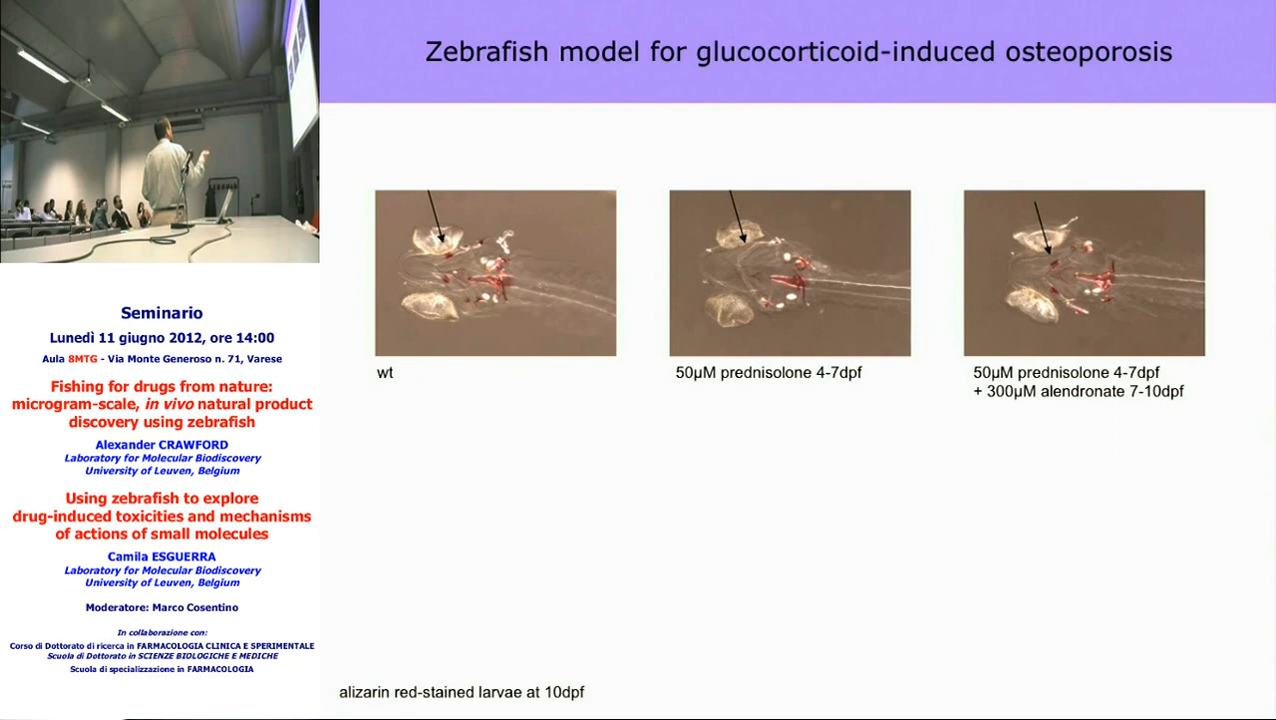 Zebrafish model for glucocorticoid-induced osteoporosis
wt
50µM prednisolone 4-7dpf
50µM prednisolone 4-7dpf
+ 300µM alendronate 7-10dpf
alizarin red-stained larvae at 10dpf
Seminario
Lunedì 11 giugno 2012, ore 14:00
Aula 8MTG - Via Monte Generoso n. 71, Varese
Fishing for drugs from nature:
microgram-scale, in vivo natural product
discovery using zebrafish
Alexander CRAWFORD
Laboratory for Molecular Biodiscovery
University of Leuven, Belgium
Using zebrafish to explore
drug-induced toxicities and mechanisms
of actions of small molecules
Camila ESGUERRA
Laboratory for Molecular Biodiscovery
University of Leuven, Belgium
Moderatore: Marco Cosentino
In collaborazione con:
Corso di Dottorato di ricerca in FARMACOLOGIA CLINICA E SPERIMENTALE
Scuola di Dottorato in SCIENZE BIOLOGICHE E MEDICHE
Scuola di specializzazione in FARMACOLOGIA